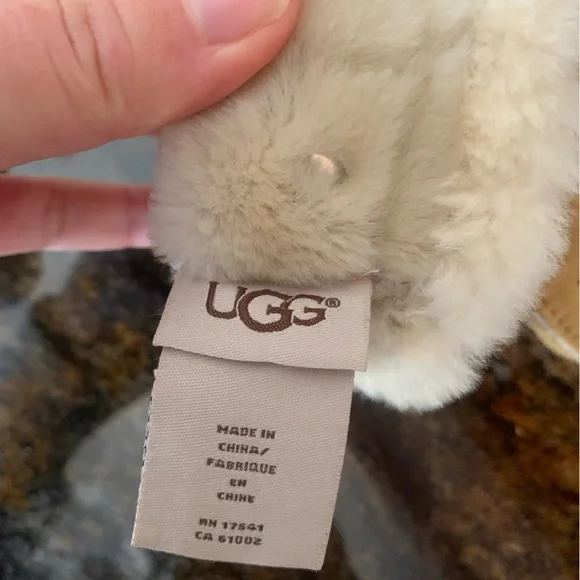 UGG®
MADE IN
CHINA/
FABRIQUE
EN
CHINE
RN 17541
CA 61002